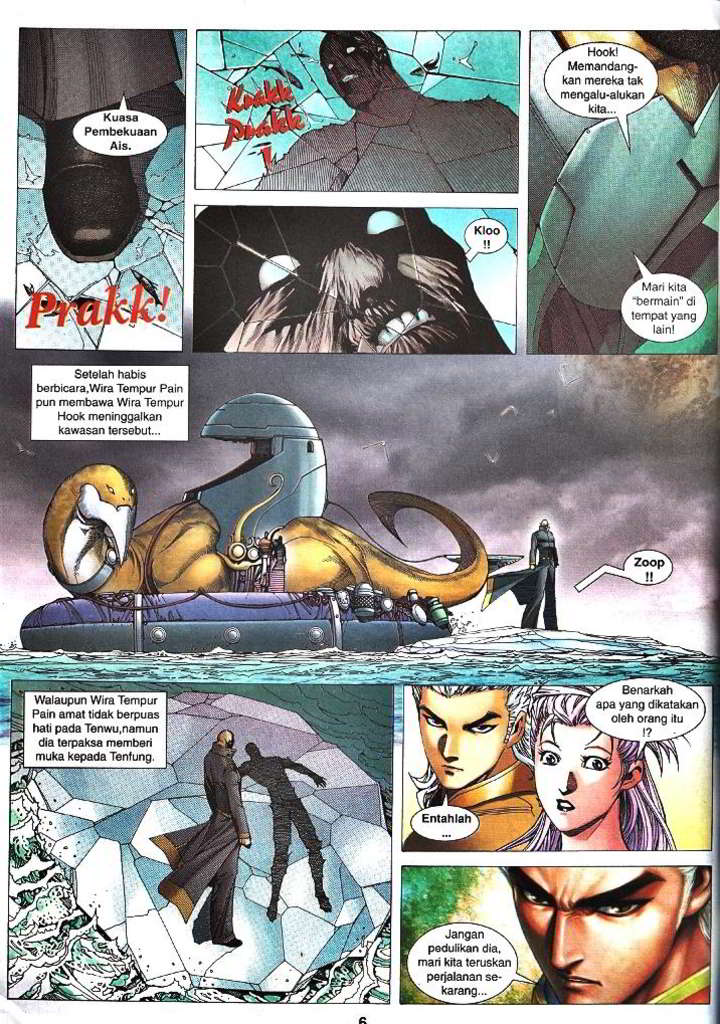 Kuasa
Pembekuaan
Ais.
Prakk!
Krakk
Prakk
!
Kloo
!!
Hook!
Memandang-
kan mereka tak
mengalu-alukan
kita...
Mari kita
"bermain" di
tempat yang
lain!
Setelah habis
berbicara,Wira Tempur Pain
pun membawa Wira Tempur
Hook meninggalkan
kawasan tersebut...
Zoop
!!
Walaupun Wira Tempur
Pain amat tidak berpuas
hati pada Tenwu,namun
dia terpaksa memberi
muka kepada Tenfung.
Benarkah
apa yang dikatakan
oleh orang itu
!?
Entahlah
...
Jangan
pedulikan dia,
mari kita teruskan
perjalanan se-
karang...
6